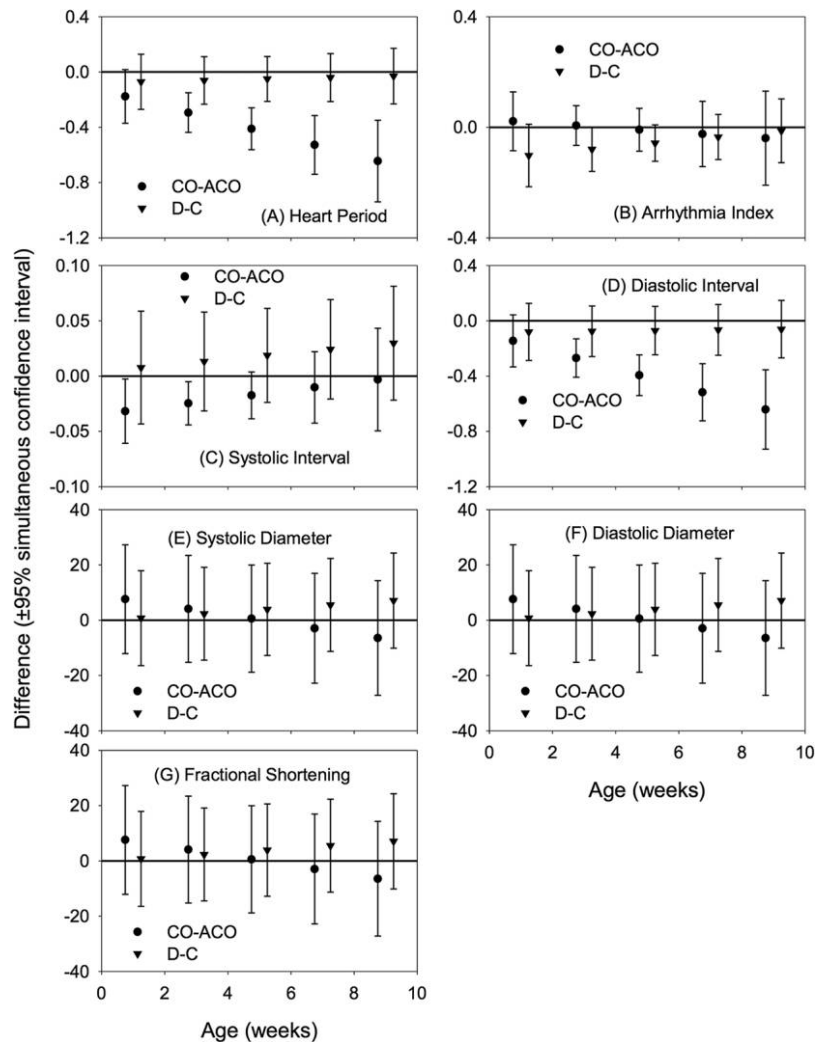 Difference (±95% simultaneous confidence interval)
0.4
0.0
-0.4
-0.8
-1.2
CO-ACO
D-C
(A) Heart Period
0.4
0.0
-0.4
CO-ACO
D-C
(B) Arrhythmia Index
0.10
0.05
0.00
-0.05
-0.10
CO-ACO
D-C
(C) Systolic Interval
0.4
0.0
-0.4
-0.8
-1.2
(D) Diastolic Interval
CO-ACO
D-C
40
20
0
-20
-40
(E) Systolic Diameter
CO-ACO
D-C
40
20
0
-20
-40
(F) Diastolic Diameter
CO-ACO
D-C
0 2 4 6 8 10
Age (weeks)
40
20
0
-20
-40
(G) Fractional Shortening
CO-ACO
D-C
0 2 4 6 8 10
Age (weeks)